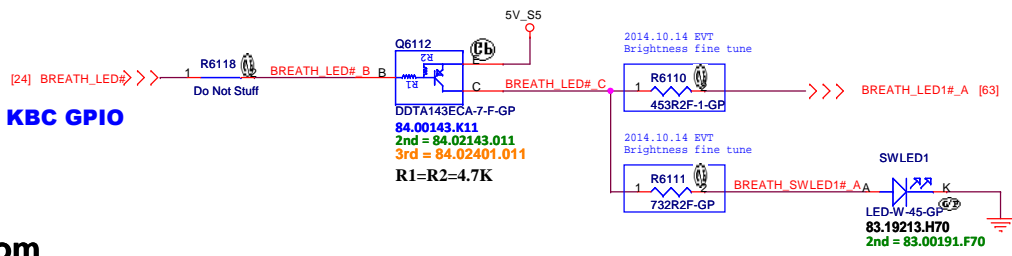 5V_S5
Q6112
R2
E
R1
B
C
[24] BREATH_LED#
1
R6118
2
BREATH_LED#_B
Do Not Stuff
KBC GPIO
DDTA143ECA-7-F-GP
84.00143.K11
2nd = 84.02143.011
3rd = 84.02401.011
R1=R2=4.7K
BREATH_LED#_C
2014.10.14 EVT
Brightness fine tune
R6110
1
2
453R2F-1-GP
BREATH_LED1#_A [63]
2014.10.14 EVT
Brightness fine tune
R6111
1
2
732R2F-GP
BREATH_SWLED1#_A
SWLED1
A
K
LED-W-45-GP
83.19213.H70
2nd = 83.00191.F70
om